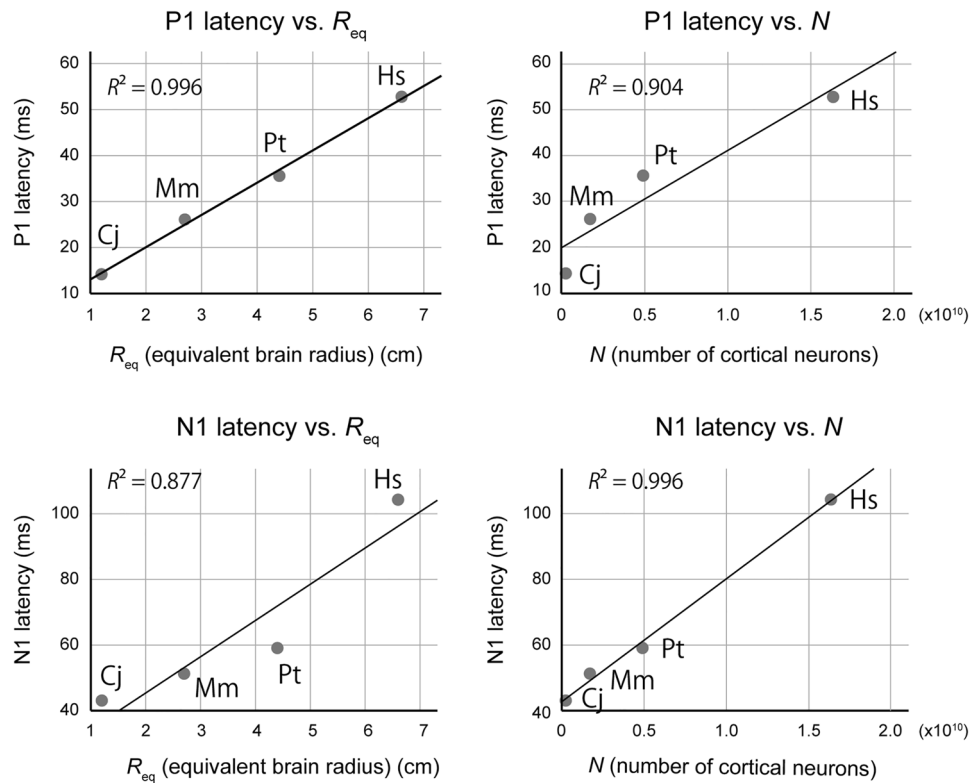 P1 latency vs. Req
R² = 0.996
Hs
Pt
Mm
Cj
60
50
40
30
20
10
P1 latency (ms)
1 2 3 4 5 6 7
Req (equivalent brain radius) (cm)
P1 latency vs. N
R² = 0.904
Hs
Pt
Mm
Cj
60
50
40
30
20
10
P1 latency (ms)
0 0.5 1.0 1.5 2.0 (x10¹⁰)
N (number of cortical neurons)
N1 latency vs. Req
R² = 0.877
Hs
Cj
Mm
Pt
100
80
60
40
N1 latency (ms)
1 2 3 4 5 6 7
Req (equivalent brain radius) (cm)
N1 latency vs. N
R² = 0.996
Hs
Pt
Mm
Cj
100
80
60
40
N1 latency (ms)
0 0.5 1.0 1.5 2.0 (x10¹⁰)
N (number of cortical neurons)